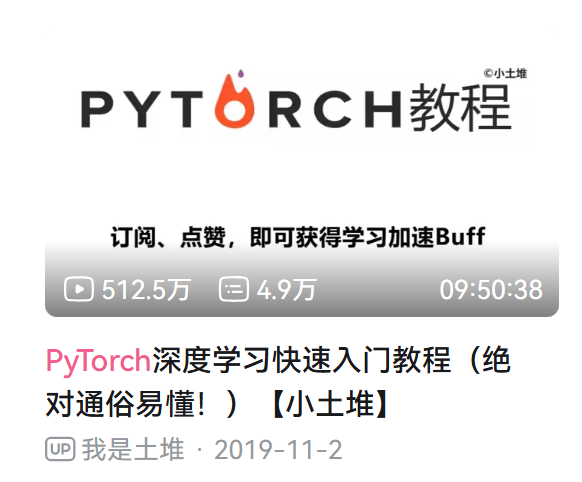 ©小土堆
PYTORCH教程
订阅、点赞，即可获得学习加速Buff
512.5万 4.9万 09:50:38
PyTorch深度学习快速入门教程（绝
对通俗易懂！）【小土堆】
UP 我是土堆 · 2019-11-2